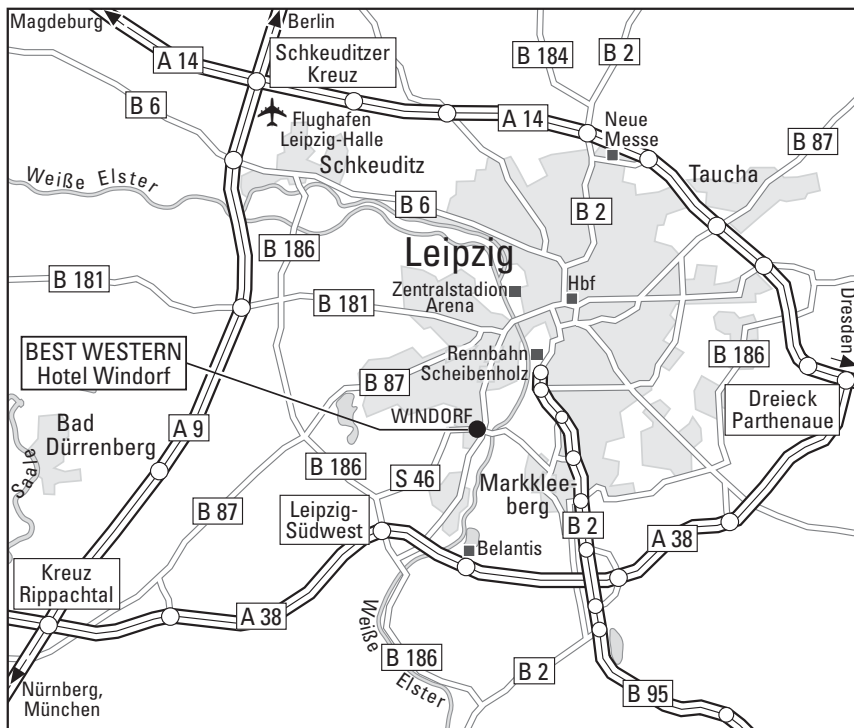 Magdeburg
Berlin
A 14
Schkeuditzer
Kreuz
B 184
B 2
B 6
Flughafen
Leipzig-Halle
A 14
Neue
Messe
B 87
Schkeuditz
Taucha
Weiße Elster
B 6
B 2
B 186
Leipzig
B 181
B 181
Zentralstadion
Arena
Hbf
Dresden
BEST WESTERN
Hotel Windorf
Rennbahn
Scheibenholz
B 186
B 87
Dreieck
Parthenaue
Bad
Dürrenberg
A 9
WINDORF
Saale
B 186
S 46
Markklee-
berg
B 87
Leipzig-
Südwest
B 2
A 38
Belantis
Kreuz
Rippachtal
A 38
Weiße
Elster
B 186
B 2
Nürnberg,
München
B 95